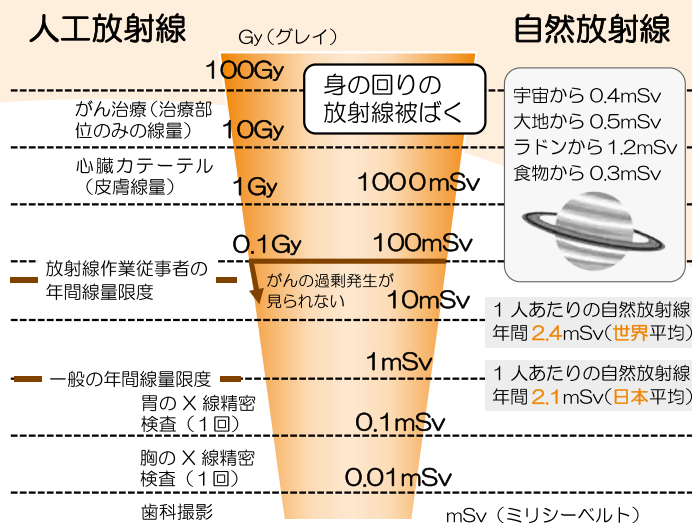 人工放射線
Gy（グレイ）
自然放射線
100Gy
身の回りの
放射線被ばく
宇宙から 0.4mSv
大地から 0.5mSv
ラドンから 1.2mSv
食物から 0.3mSv
がん治療（治療部
位のみの線量）
10Gy
心臓カテーテル
（皮膚線量）
1Gy
1000mSv
0.1Gy
100mSv
放射線作業従事者の
年間線量限度
がんの過剰発生が
見られない
10mSv
1 人あたりの自然放射線
年間 2.4mSv（世界平均）
1mSv
一般の年間線量限度
1 人あたりの自然放射線
年間 2.1mSv（日本平均）
胃の X 線精密
検査（1回）
0.1mSv
胸の X 線精密
検査（1回）
0.01mSv
歯科撮影
mSv（ミリシーベルト）